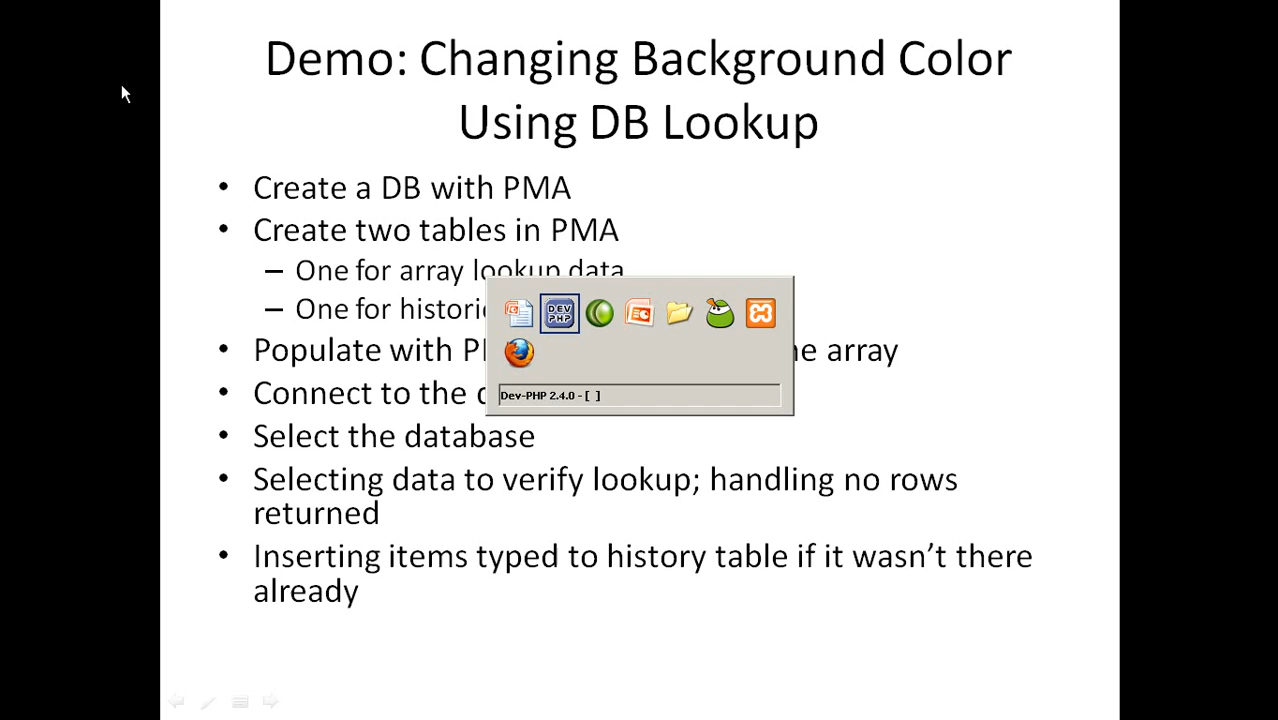 Demo: Changing Background Color
Using DB Lookup
• Create a DB with PMA
• Create two tables in PMA
– One for array lookup data
– One for histori
• Populate with P he array
• Connect to the
• Select the database
• Selecting data to verify lookup; handling no rows
returned
• Inserting items typed to history table if it wasn’t there
already
DEV
PHP
Dev-PHP 2.4.0 - [ ]